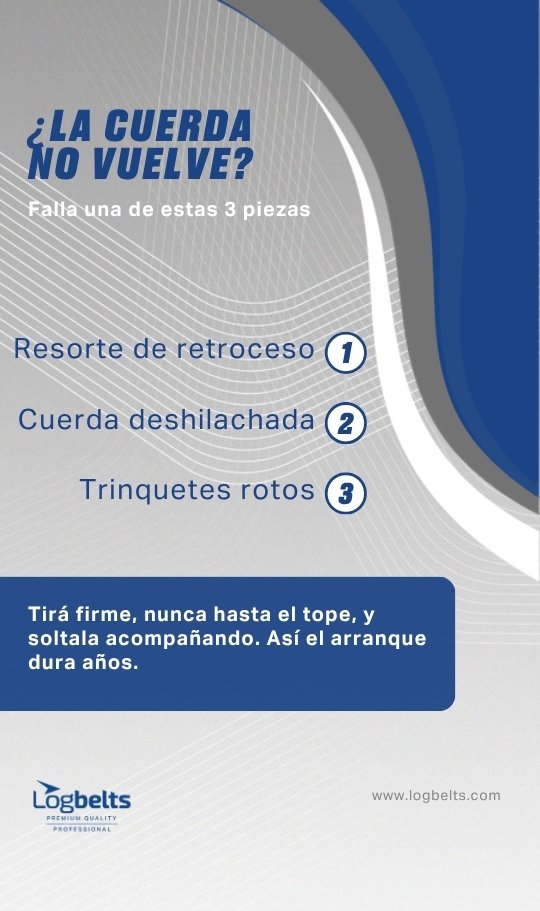 ¿LA CUERDA
NO VUELVE?
Falla una de estas 3 piezas
Resorte de retroceso 1
Cuerda deshilachada 2
Trinquetes rotos 3
Tirá firme, nunca hasta el tope, y
soltala acompañando. Así el arranque
dura años.
Logbelts
PREMIUM QUALITY
PROFESSIONAL
www.logbelts.com